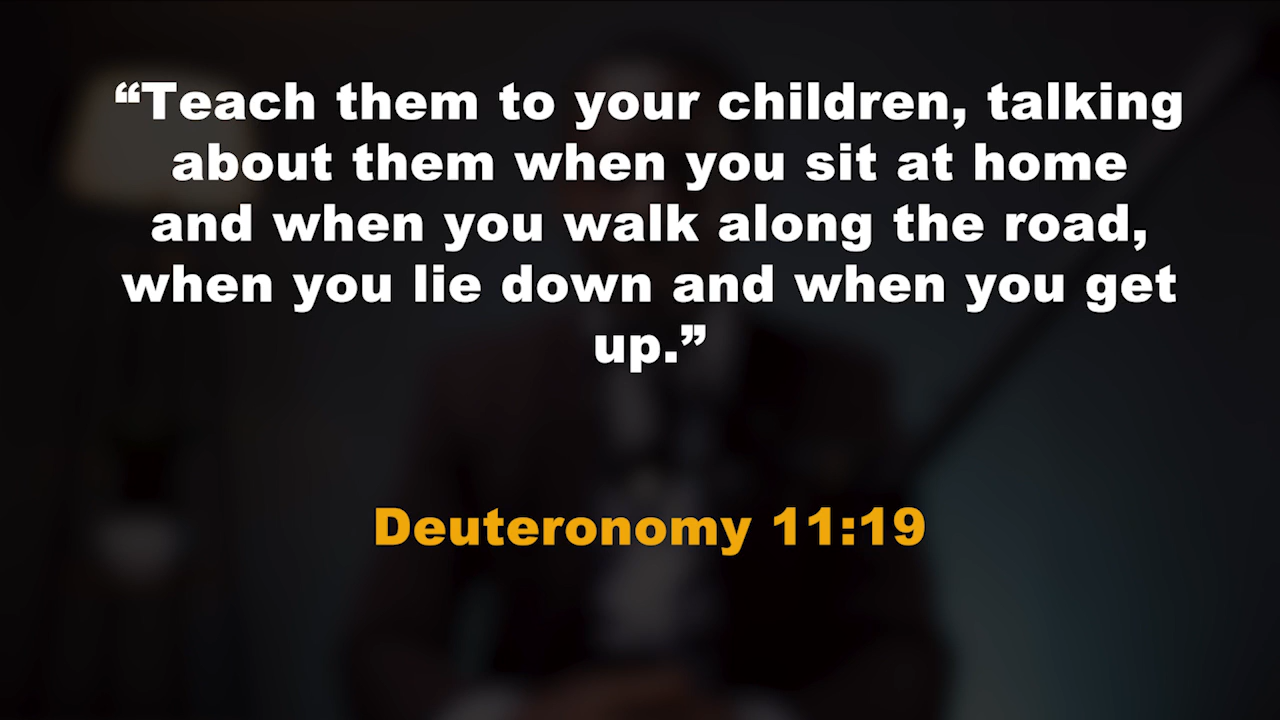 “Teach them to your children, talking
about them when you sit at home
and when you walk along the road,
when you lie down and when you get
up.”
Deuteronomy 11:19